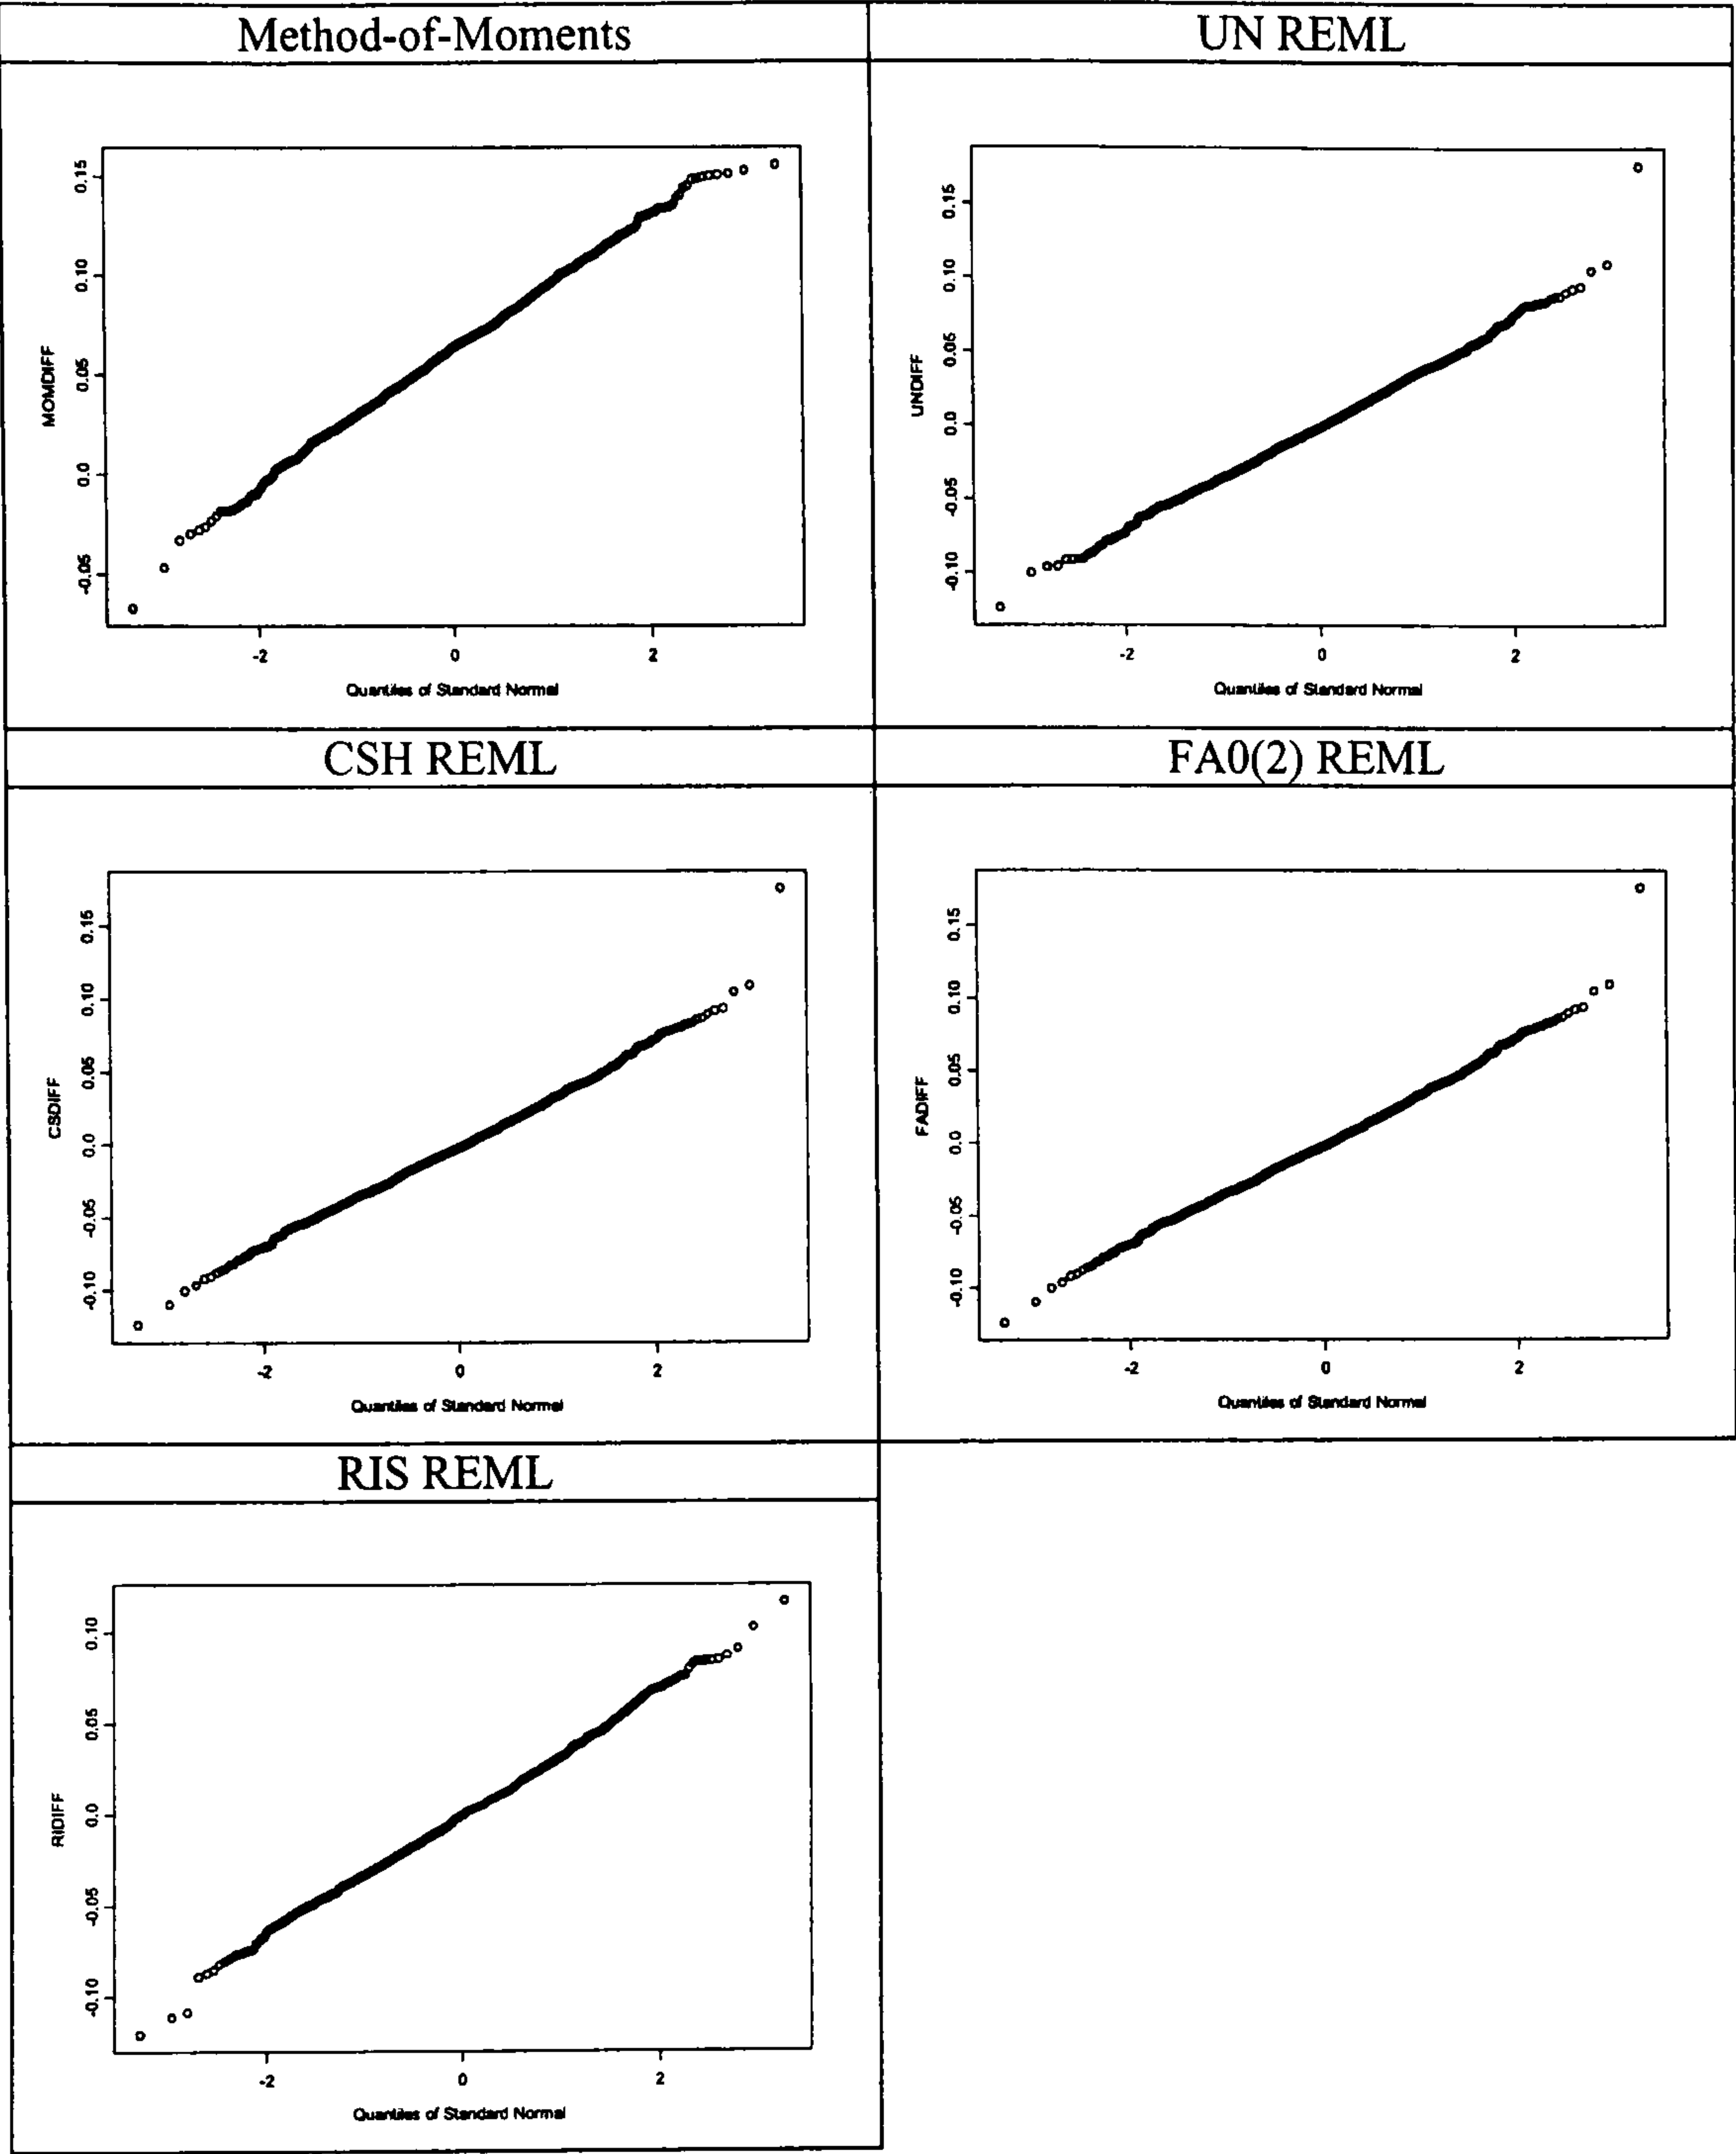 Method-of-Moments
UN REML
MOMDIFF
0.15
0.10
0.05
0.0
-0.05
-2
0
2
Quantiles of Standard Normal
UNDIFF
0.15
0.10
0.05
0.0
-0.05
-0.10
-2
0
2
Quantiles of Standard Normal
CSH REML
FA0(2) REML
CSDIFF
0.15
0.10
0.05
0.0
-0.05
-0.10
-2
0
2
Quantiles of Standard Normal
FADIFF
0.15
0.10
0.05
0.0
-0.05
-0.10
-2
0
2
Quantiles of Standard Normal
RIS REML
RIDIFF
0.10
0.05
0.0
-0.05
-0.10
-2
0
2
Quantiles of Standard Normal